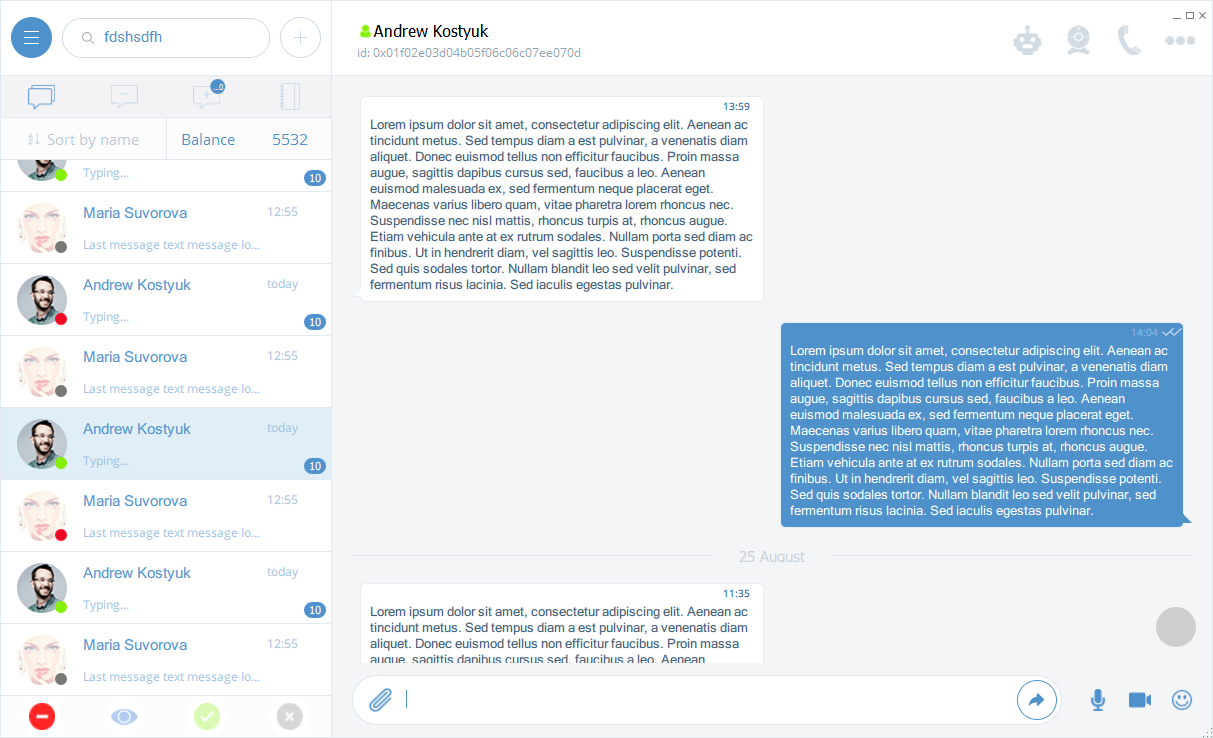 fdshsdfh
...0
Sort by name
Balance 5532
Typing...
10
Maria Suvorova 12:55
Last message text message lo...
Andrew Kostyuk today
Typing...
10
Maria Suvorova 12:55
Last message text message lo...
Andrew Kostyuk today
Typing...
10
Maria Suvorova 12:55
Last message text message lo...
Andrew Kostyuk today
Typing...
10
Maria Suvorova 12:55
Last message text message lo...
Andrew Kostyuk
id: 0x01f02e03d04b05f06c06c07ee070d
13:59
Lorem ipsum dolor sit amet, consectetur adipiscing elit. Aenean ac
tincidunt metus. Sed tempus diam a est pulvinar, a venenatis diam
aliquet. Donec euismod tellus non efficitur faucibus. Proin massa
augue, sagittis dapibus cursus sed, faucibus a leo. Aenean
euismod malesuada ex, sed fermentum neque placerat eget.
Maecenas varius libero quam, vitae pharetra lorem rhoncus nec.
Suspendisse nec nisl mattis, rhoncus turpis at, rhoncus augue.
Etiam vehicula ante at ex rutrum sodales. Nullam porta sed diam ac
finibus. Ut in hendrerit diam, vel sagittis leo. Suspendisse potenti.
Sed quis sodales tortor. Nullam blandit leo sed velit pulvinar, sed
fermentum risus lacinia. Sed iaculis egestas pulvinar.
14:04
Lorem ipsum dolor sit amet, consectetur adipiscing elit. Aenean ac
tincidunt metus. Sed tempus diam a est pulvinar, a venenatis diam
aliquet. Donec euismod tellus non efficitur faucibus. Proin massa
augue, sagittis dapibus cursus sed, faucibus a leo. Aenean
euismod malesuada ex, sed fermentum neque placerat eget.
Maecenas varius libero quam, vitae pharetra lorem rhoncus nec.
Suspendisse nec nisl mattis, rhoncus turpis at, rhoncus augue.
Etiam vehicula ante at ex rutrum sodales. Nullam porta sed diam ac
finibus. Ut in hendrerit diam, vel sagittis leo. Suspendisse potenti.
Sed quis sodales tortor. Nullam blandit leo sed velit pulvinar, sed
fermentum risus lacinia. Sed iaculis egestas pulvinar.
25 August
11:35
Lorem ipsum dolor sit amet, consectetur adipiscing elit. Aenean ac
tincidunt metus. Sed tempus diam a est pulvinar, a venenatis diam
aliquet. Donec euismod tellus non efficitur faucibus. Proin massa
augue, sagittis dapibus cursus sed, faucibus a leo. Aenean